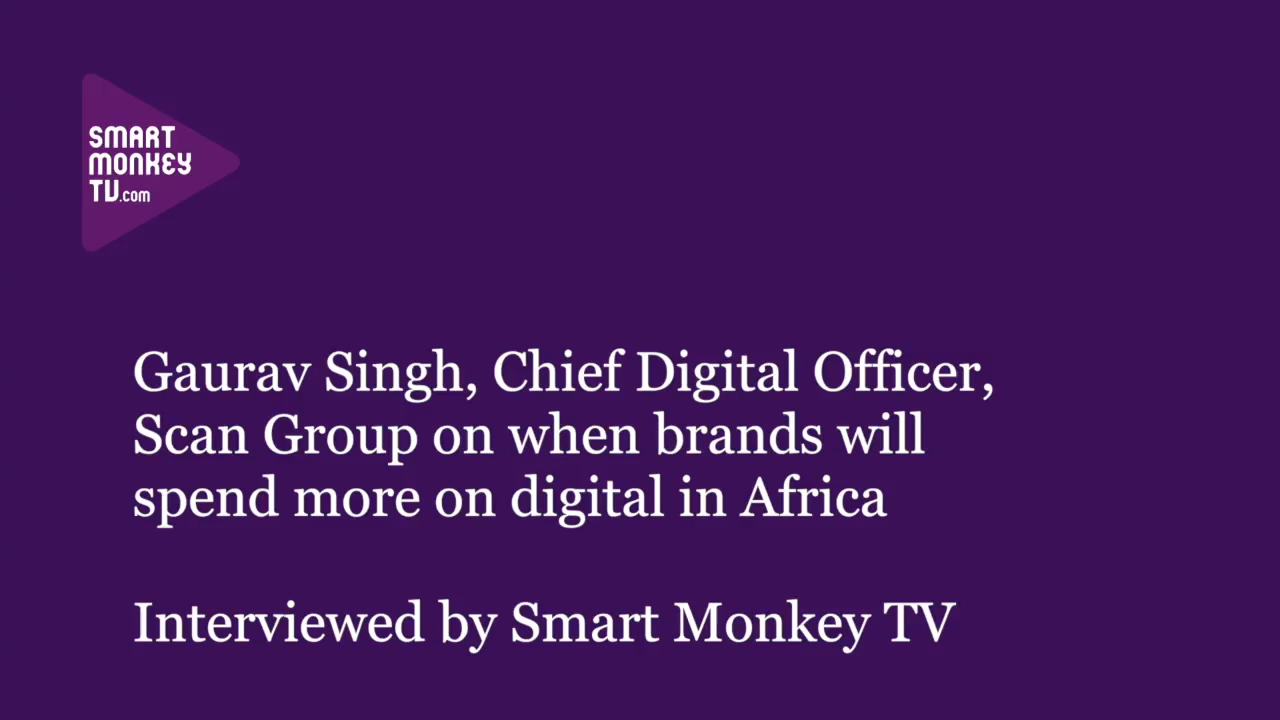 SMART
MONKEY
TV.com
Gaurav Singh, Chief Digital Officer,
Scan Group on when brands will
spend more on digital in Africa
Interviewed by Smart Monkey TV